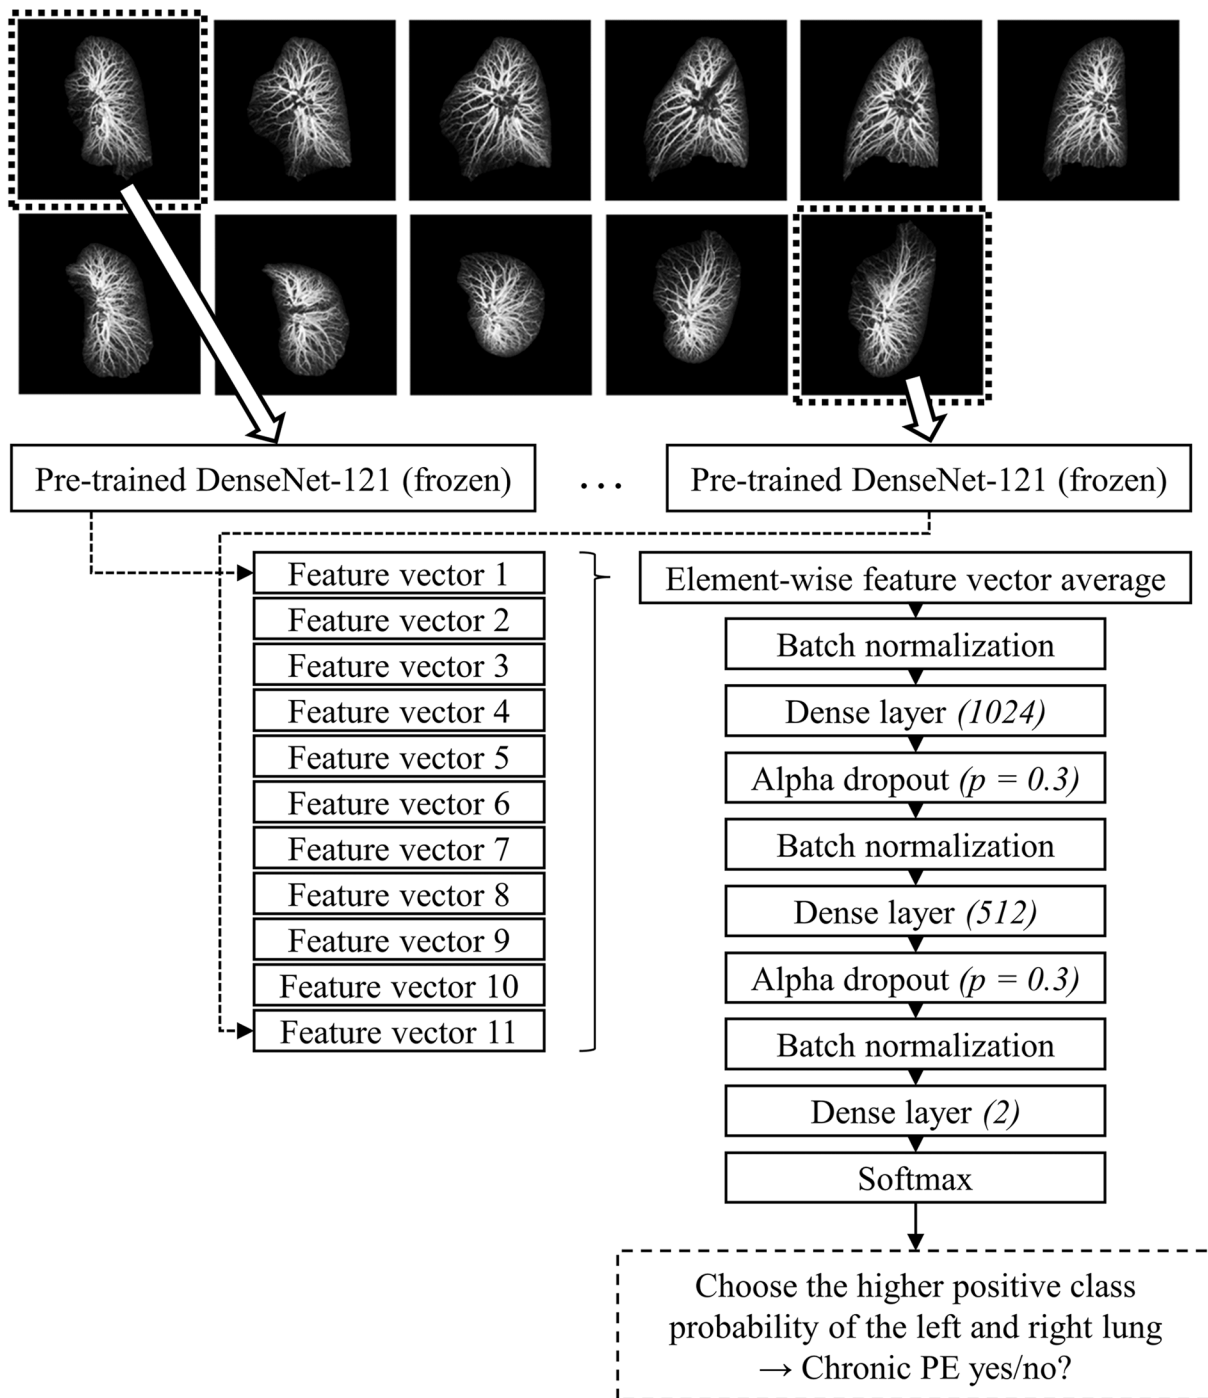 Pre-trained DenseNet-121 (frozen)
...
Pre-trained DenseNet-121 (frozen)
Feature vector 1
Feature vector 2
Feature vector 3
Feature vector 4
Feature vector 5
Feature vector 6
Feature vector 7
Feature vector 8
Feature vector 9
Feature vector 10
Feature vector 11
Element-wise feature vector average
Batch normalization
Dense layer (1024)
Alpha dropout (p = 0.3)
Batch normalization
Dense layer (512)
Alpha dropout (p = 0.3)
Batch normalization
Dense layer (2)
Softmax
Choose the higher positive class
probability of the left and right lung
→ Chronic PE yes/no?